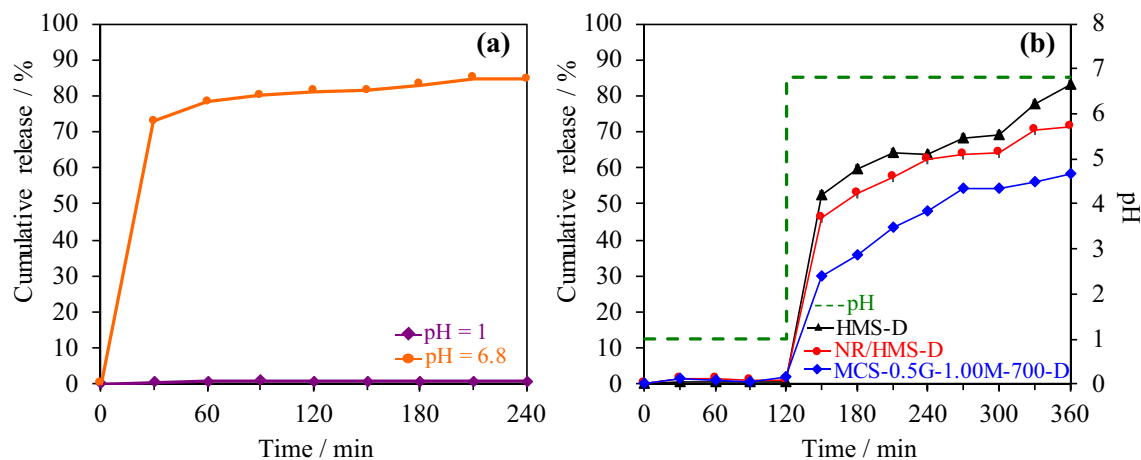 (a)
Cumulative release / %
100
90
80
70
60
50
40
30
20
10
0
pH = 1
pH = 6.8
0 60 120 180 240
Time / min
(b)
Cumulative release / %
100
90
80
70
60
50
40
30
20
10
0
pH
HMS-D
NR/HMS-D
MCS-0.5G-1.00M-700-D
8
7
6
5
4
3
2
1
0
pH
0 60 120 180 240 300 360
Time / min